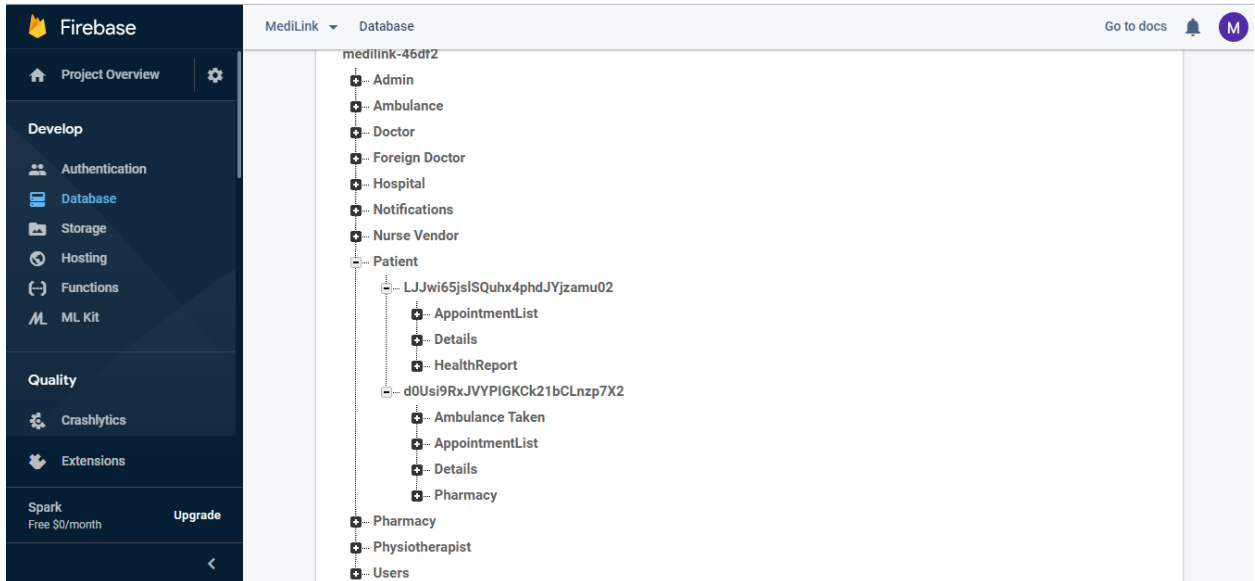 Firebase
Project Overview
Develop
Authentication
Database
Storage
Hosting
Functions
ML Kit
Quality
Crashlytics
Extensions
Spark
Free $0/month
Upgrade
MediLink
Database
Go to docs
M
medilink-46df2
Admin
Ambulance
Doctor
Foreign Doctor
Hospital
Notifications
Nurse Vendor
Patient
LJJwi65jslSQuhx4phdJYjzamu02
AppointmentList
Details
HealthReport
d0Usi9RxJVYPIGKCk21bCLnzp7X2
Ambulance Taken
AppointmentList
Details
Pharmacy
Pharmacy
Physiotherapist
Users